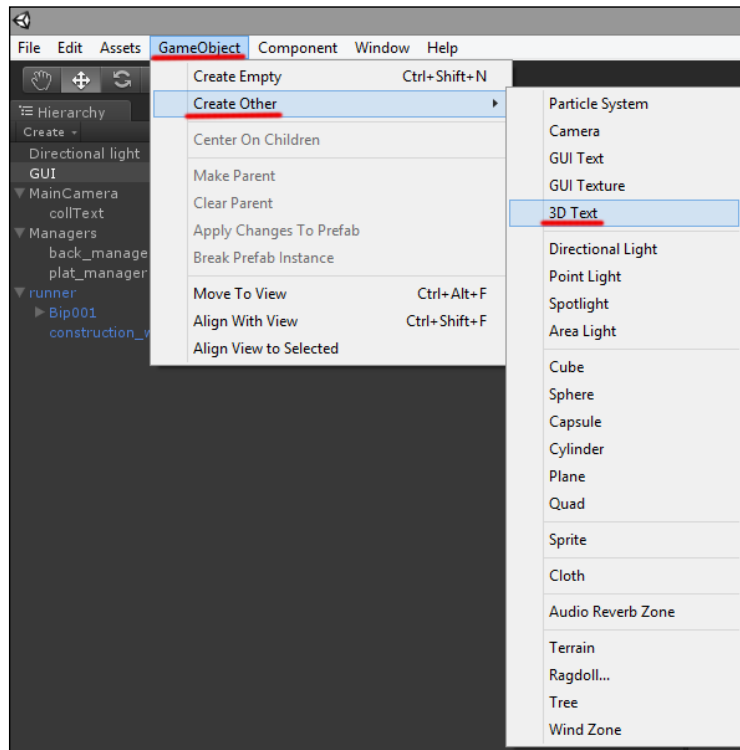 File Edit Assets GameObject Component Window Help
Hierarchy
Create
Directional light
GUI
MainCamera
collText
Managers
back_manage
plat_manager
runner
Bip001
construction_w
Create Empty Ctrl+Shift+N
Create Other
Center On Children
Make Parent
Clear Parent
Apply Changes To Prefab
Break Prefab Instance
Move To View Ctrl+Alt+F
Align With View Ctrl+Shift+F
Align View to Selected
Particle System
Camera
GUI Text
GUI Texture
3D Text
Directional Light
Point Light
Spotlight
Area Light
Cube
Sphere
Capsule
Cylinder
Plane
Quad
Sprite
Cloth
Audio Reverb Zone
Terrain
Ragdoll...
Tree
Wind Zone